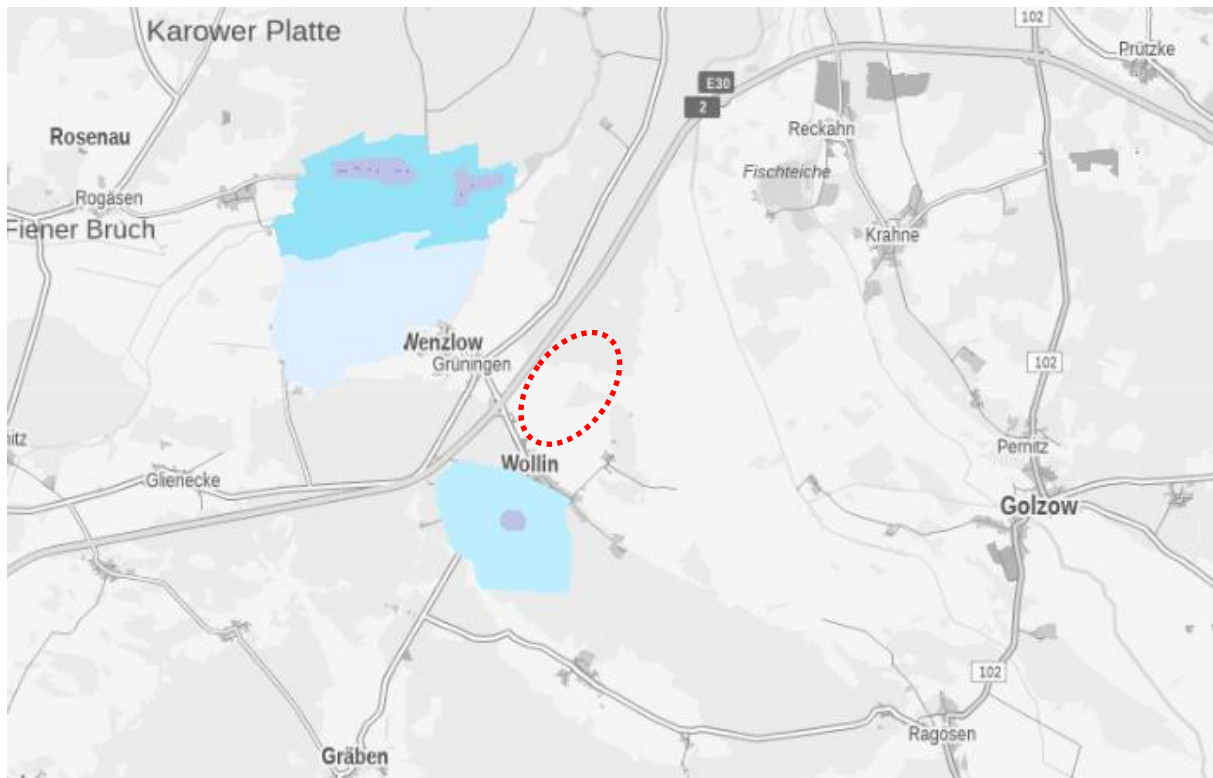 Karower Platte
102
Prützke
E30
2
Rosenau
Reckahn
Fischteiche
Rogäsen
Fiener Bruch
Krahne
Wenzlow
Grüningen
102
nitz
Pernitz
Wollin
Glienecke
Golzow
102
Ragösen
Gräben